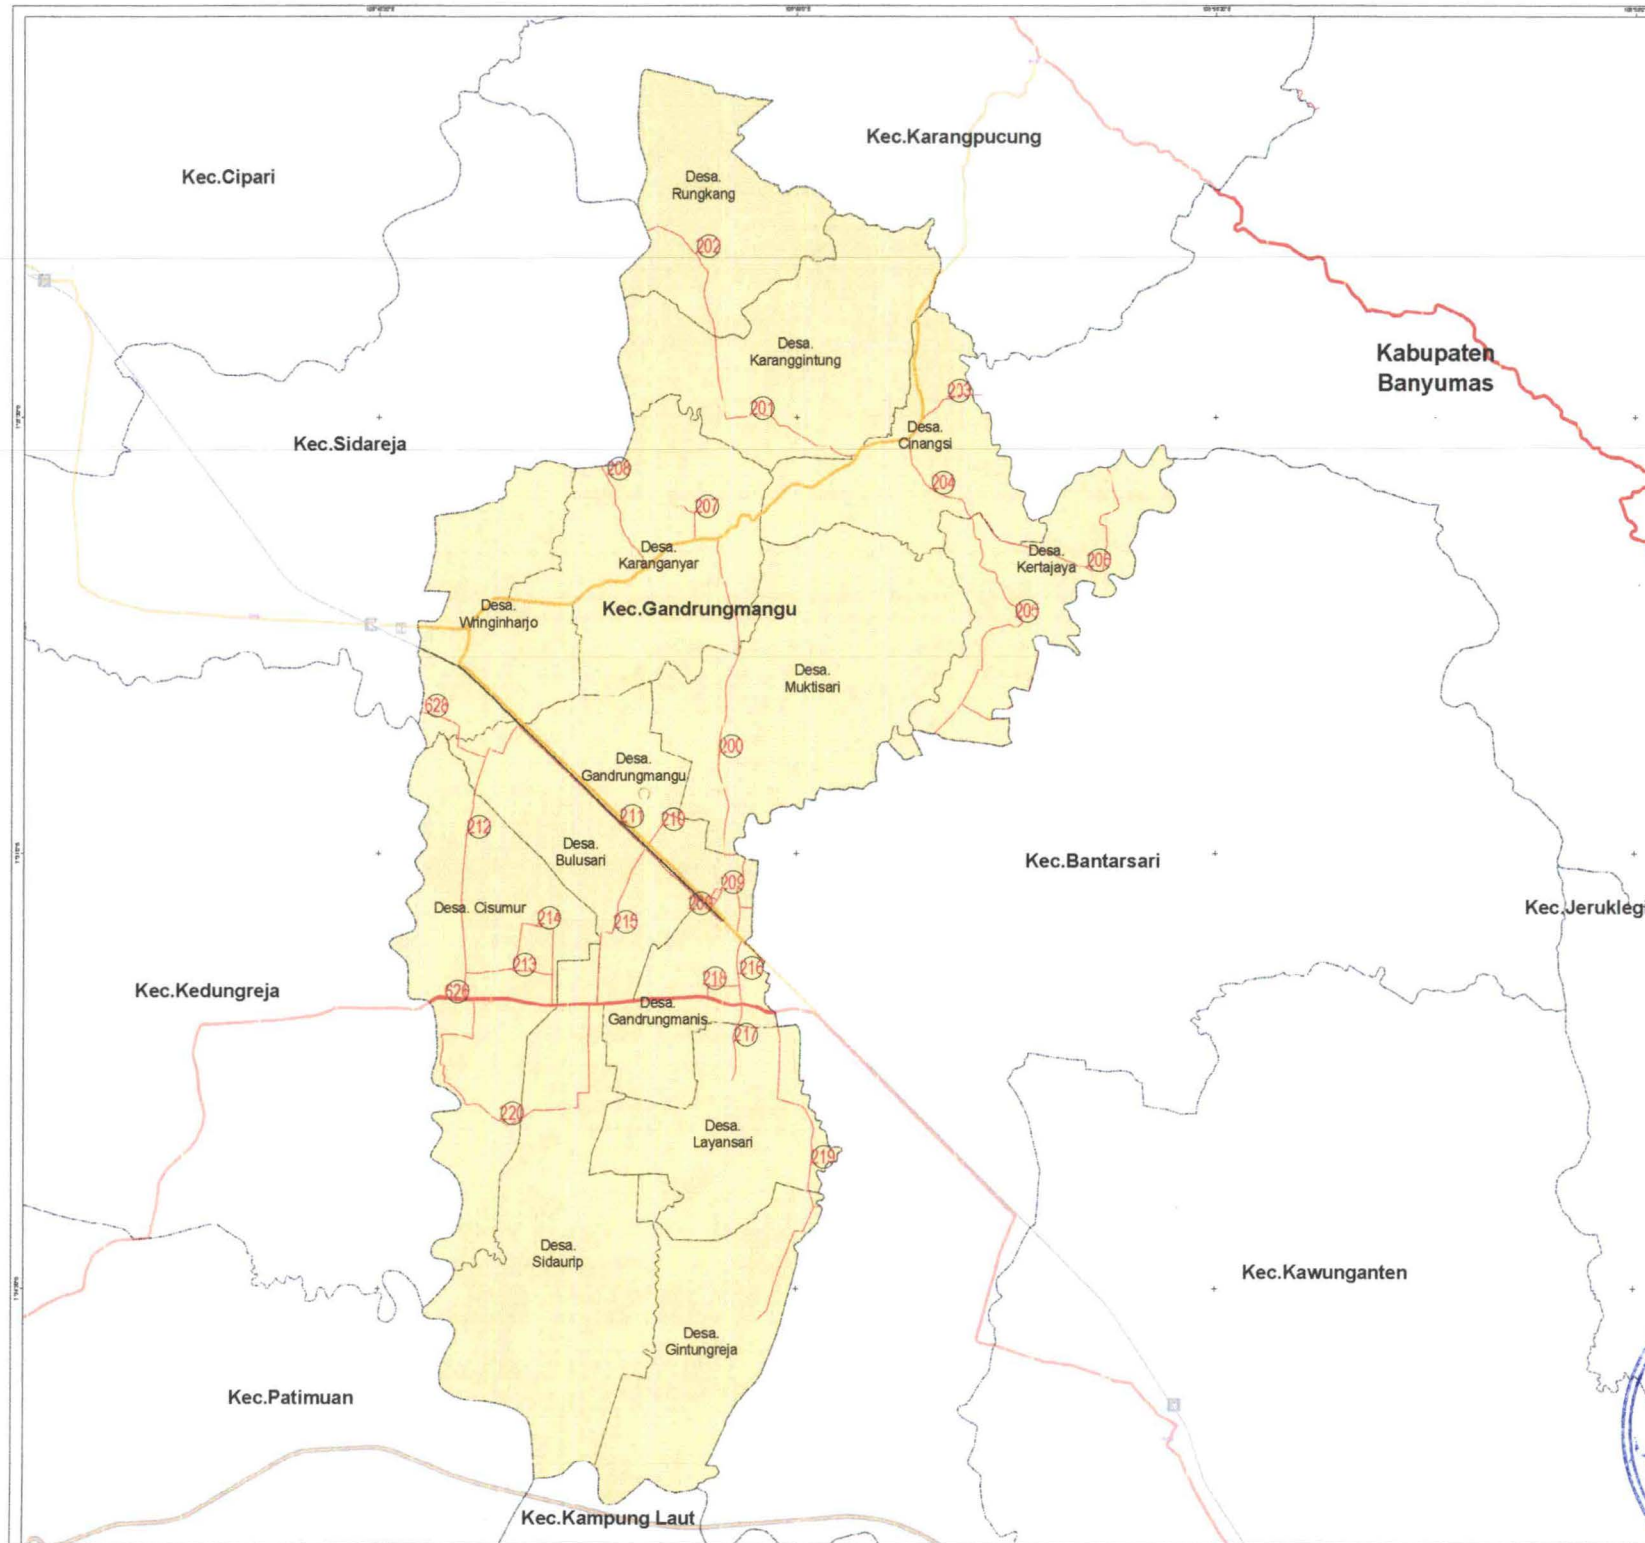 Kec.Karangpucung
Kec.Cipari
Desa.
Rungkang
202
Desa.
Karanggintung
Kabupaten
Banyumas
203
201
Desa.
Cinangsi
Kec.Sidareja
208
204
207
Desa.
Karanganyar
Desa.
Kertajaya
206
Desa.
Wringinharjo
Kec.Gandrungmangu
205
Desa.
Muktisari
628
200
Desa.
Gandrungmangu
211
210
212
Desa.
Bulusari
Kec.Bantarsari
209
Desa. Cisumur
214
215
Kec.Jeruklegi
213
218
216
Kec.Kedungreja
626
Desa.
Gandrungmanis
217
220
Desa.
Layansari
219
Desa.
Sidaurip
Kec.Kawunganten
Desa.
Gintungreja
Kec.Patimuan
Kec.Kampung Laut